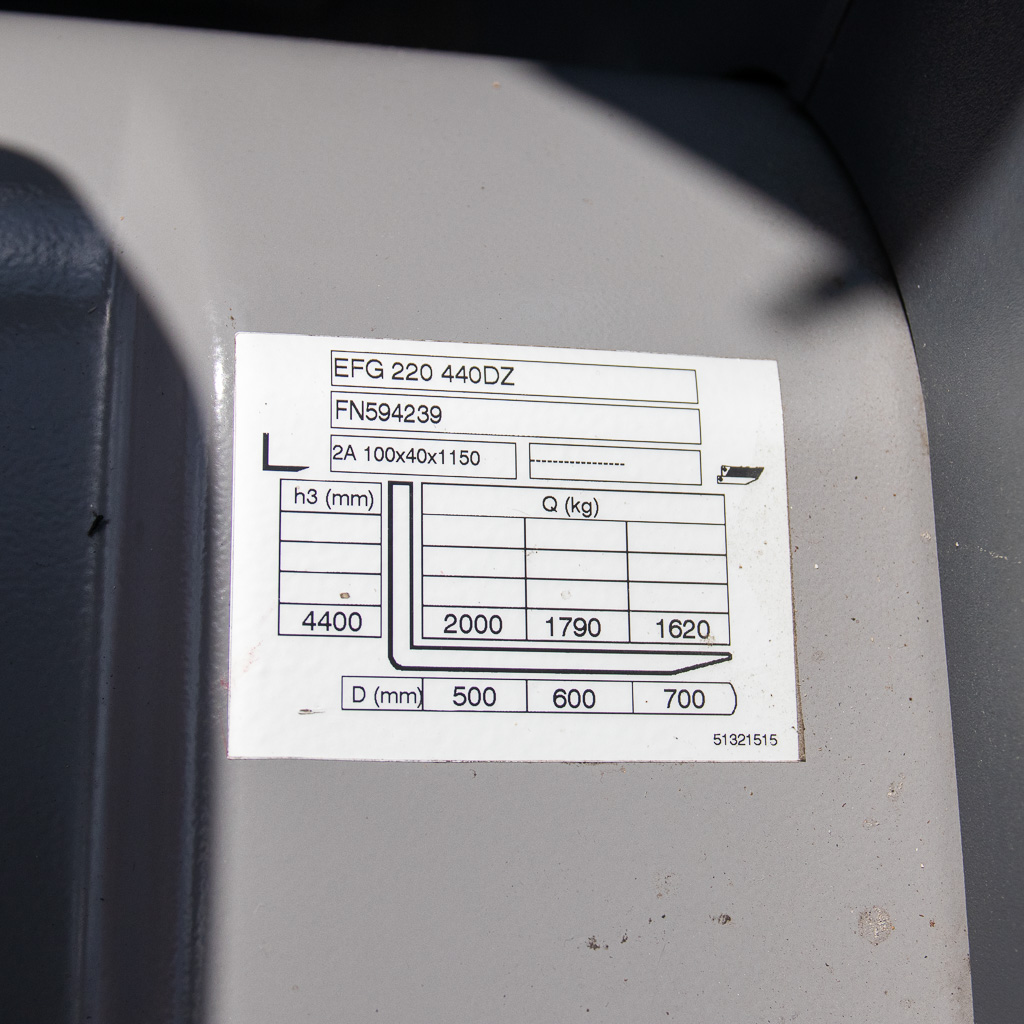 EFG 220 440DZ
FN594239
2A 100x40x1150 -----------------
h3 (mm) Q (kg)
4400 2000 1790 1620
D (mm) 500 600 700
51321515